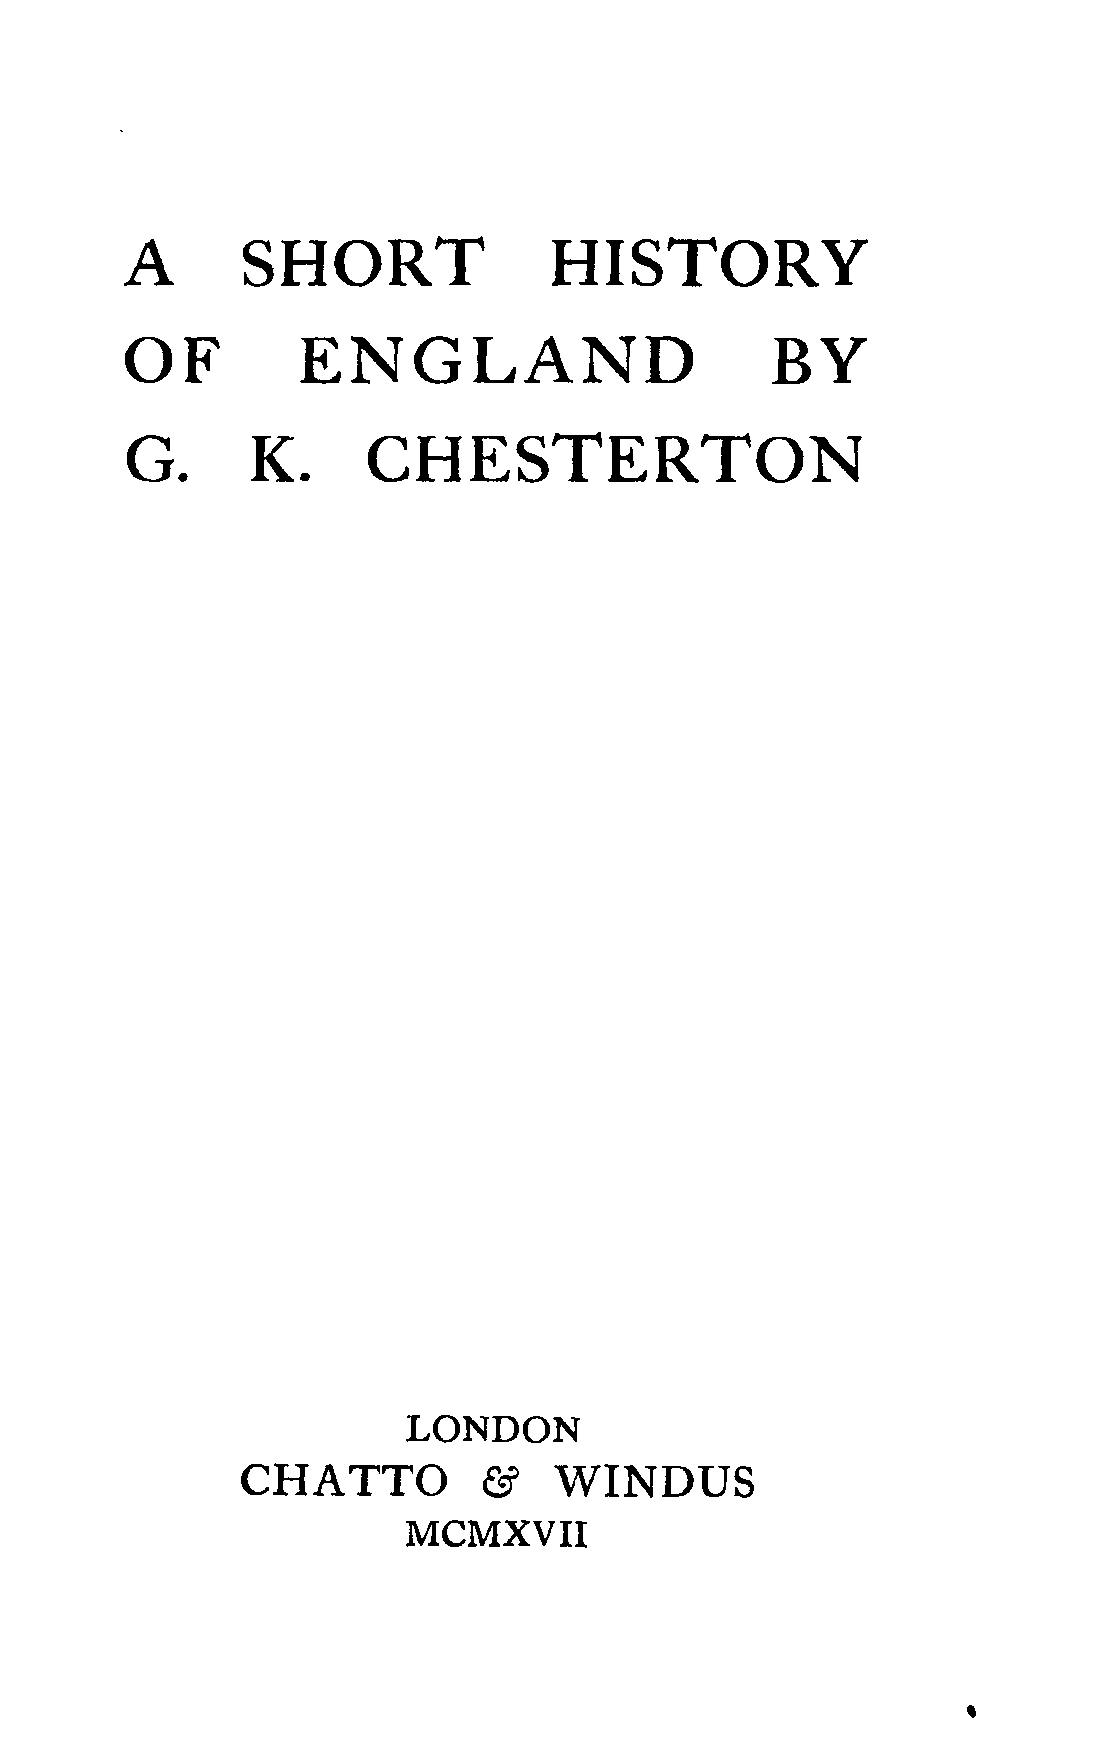 A SHORT HISTORY
OF ENGLAND BY
G. K. CHESTERTON
LONDON
CHATTO & WINDUS
MCMXVII